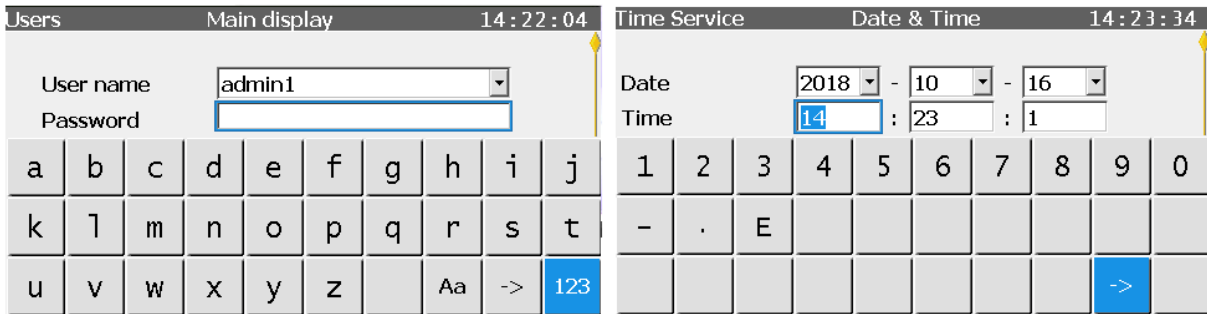 Users Main display 14:22:04
User name admin1
Password
a b c d e f g h i j
k l m n o p q r s t
u v w x y z Aa -> 123
Time Service Date & Time 14:23:34
Date 2018 - 10 - 16
Time 14 : 23 : 1
1 2 3 4 5 6 7 8 9 0
- . E
->